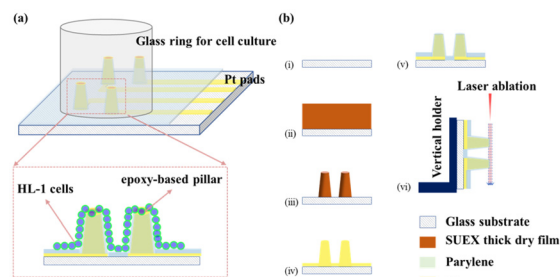 (a)
Glass ring for cell culture
Pt pads
HL-1 cells
epoxy-based pillar
(b)
(i)
(ii)
(iii)
(iv)
(v)
(vi)
Laser ablation
Vertical holder
Glass substrate
SUEX thick dry film
Parylene